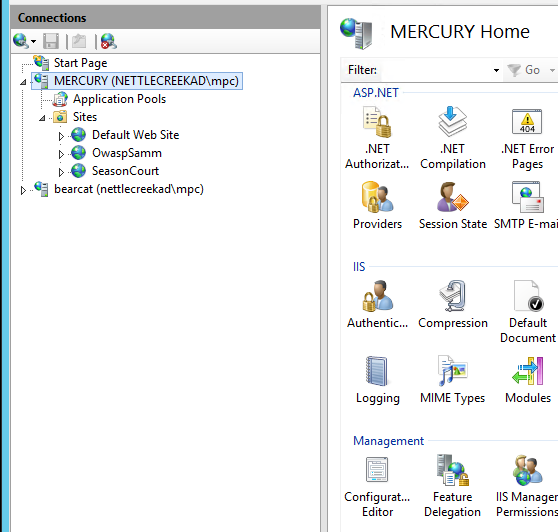 Connections
Start Page
MERCURY (NETTLECREEKAD\mpc)
Application Pools
Sites
Default Web Site
OwaspSamm
SeasonCourt
bearcat (nettlecreekad\mpc)
MERCURY Home
Filter: Go
ASP.NET
.NET Authorizat... .NET Compilation .NET Error Pages
404
Providers Session State SMTP E-mai
IIS
Authentic... Compression Default Document
Logging MIME Types Modules
Management
Configurat... Editor Feature Delegation IIS Manager Permissions